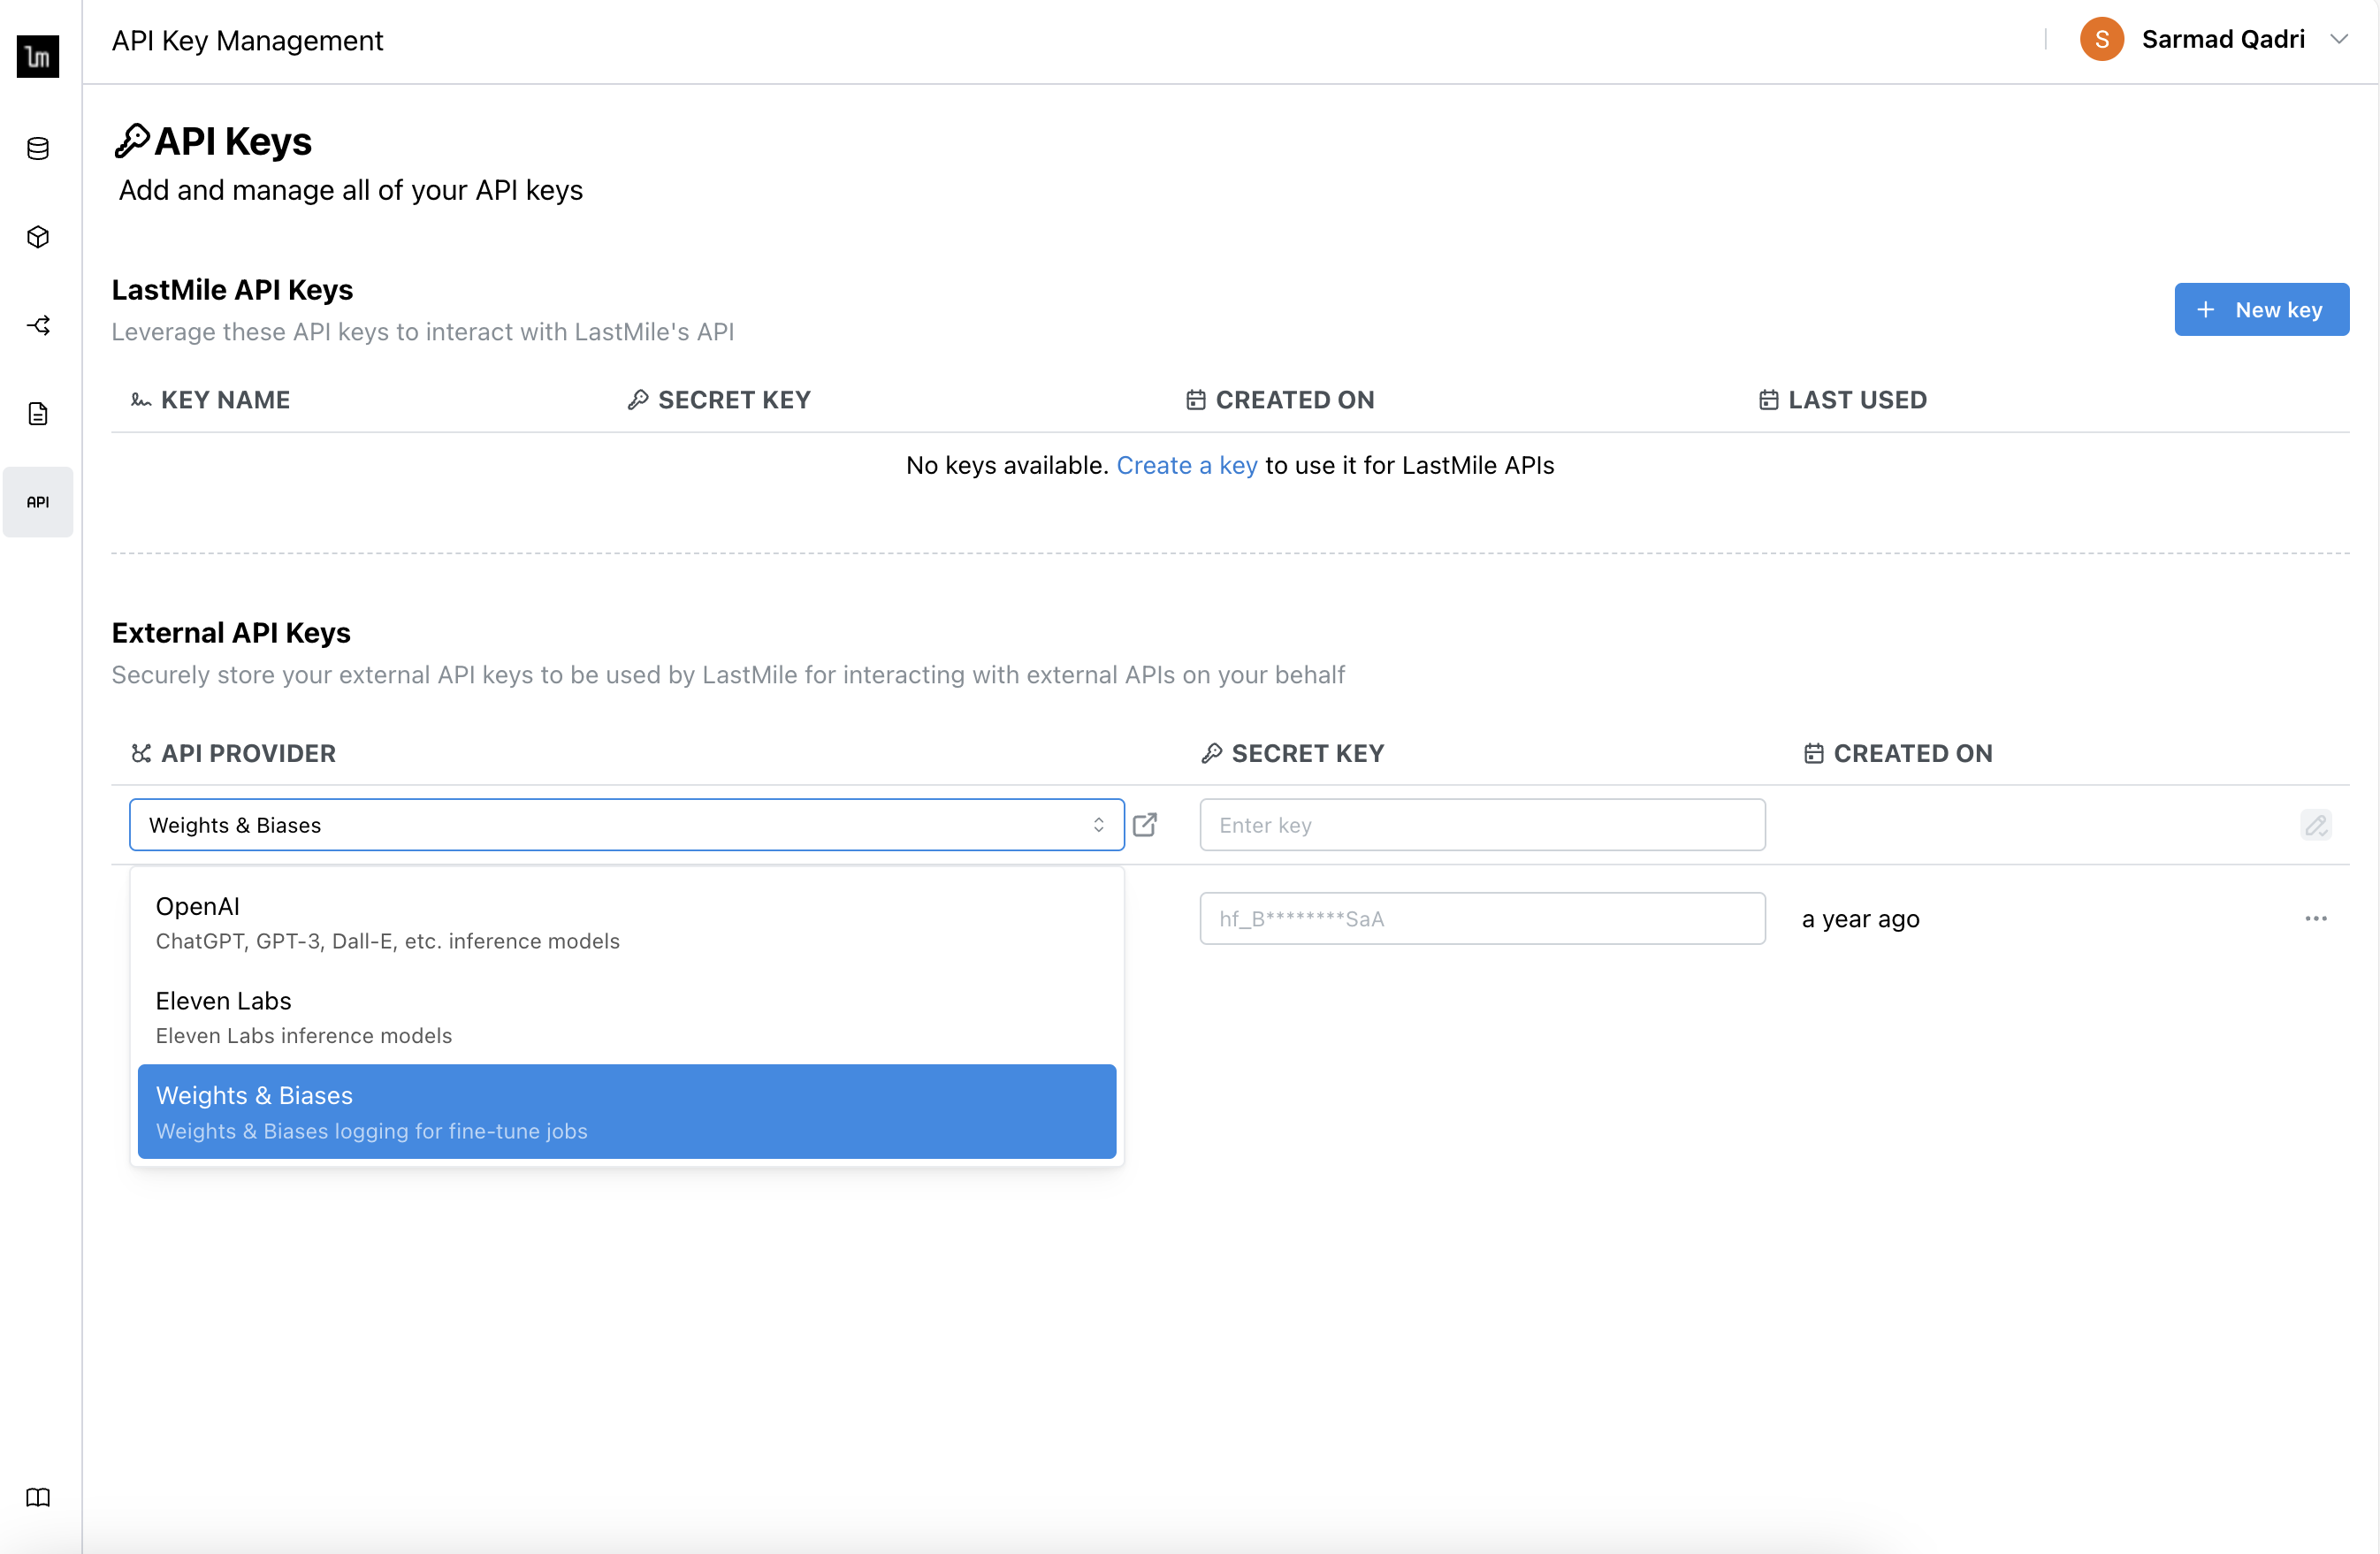 lm
API Key Management
S
Sarmad Qadri
API Keys
Add and manage all of your API keys
LastMile API Keys
Leverage these API keys to interact with LastMile's API
New key
KEY NAME
SECRET KEY
CREATED ON
LAST USED
No keys available. Create a key to use it for LastMile APIs
API
External API Keys
Securely store your external API keys to be used by LastMile for interacting with external APIs on your behalf
API PROVIDER
SECRET KEY
CREATED ON
Weights & Biases
Enter key
OpenAI
ChatGPT, GPT-3, Dall-E, etc. inference models
hf_B********SaA
a year ago
Eleven Labs
Eleven Labs inference models
Weights & Biases
Weights & Biases logging for fine-tune jobs